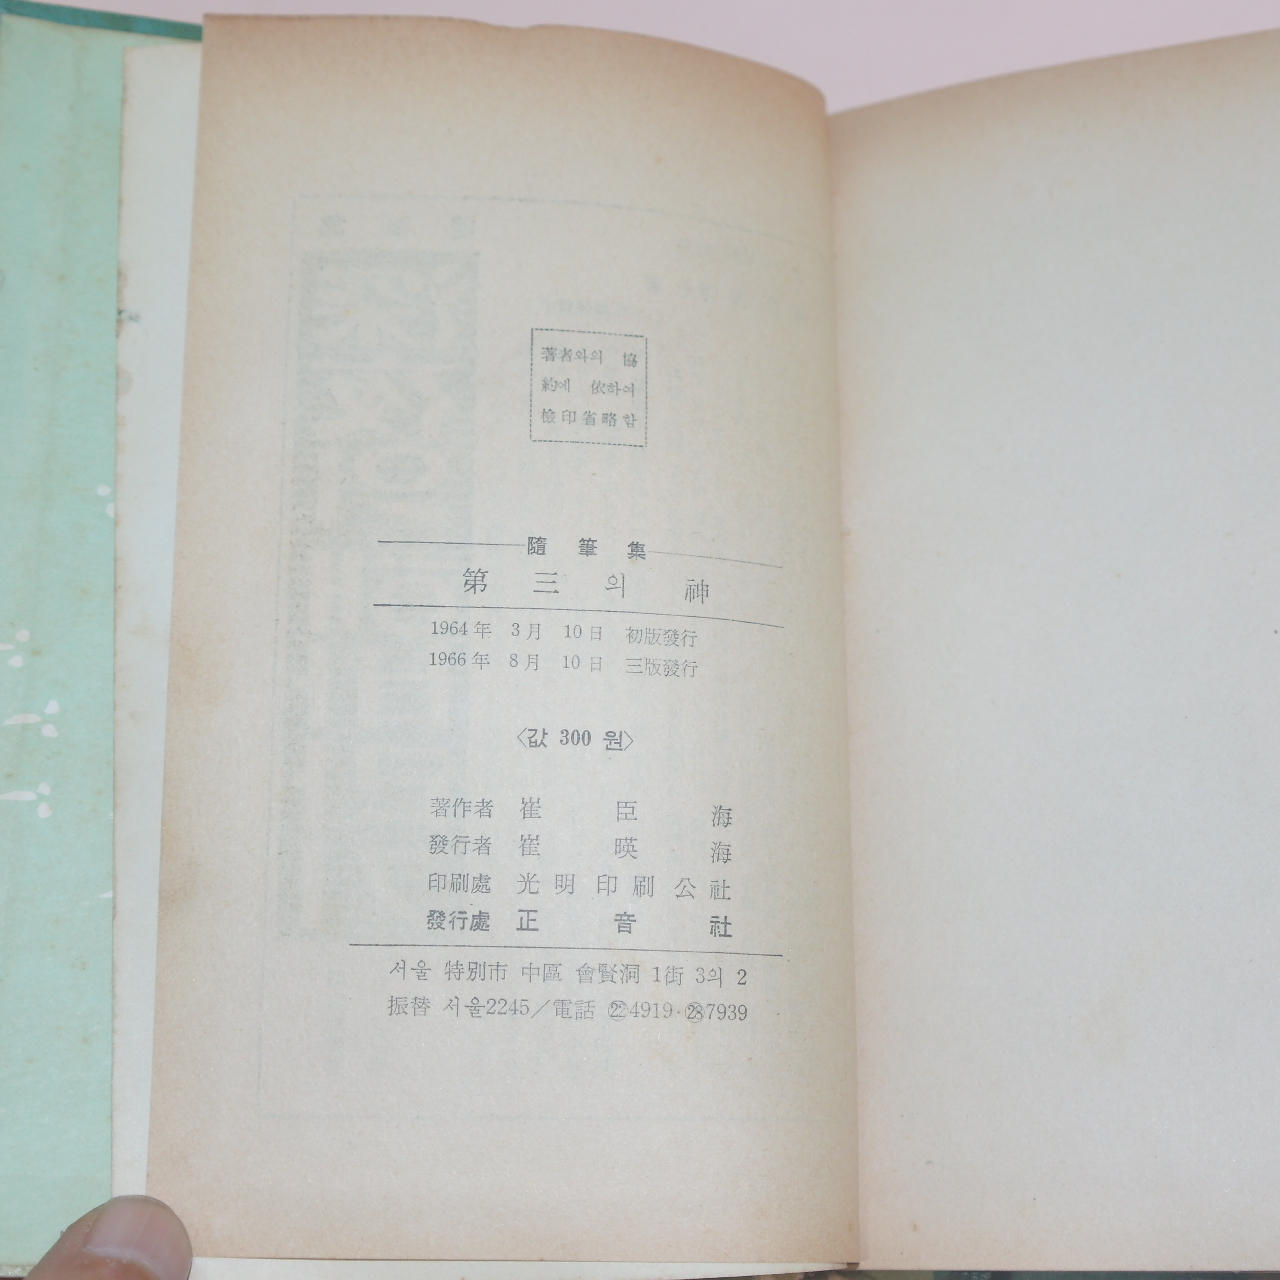 著者와의 協
約에 依하여
檢印省略함
隨筆集
第三의神
1964年 3月 10日 初版發行
1966年 8月 10日 三版發行
<값 300 원>
著作者 崔臣海
發行者 崔暎海
印刷處 光明印刷公社
發行處 正音社
서울 特別市 中區 會賢洞 1街 3의 2
振替 서울2245/電話 ㉒4919·㉘7939